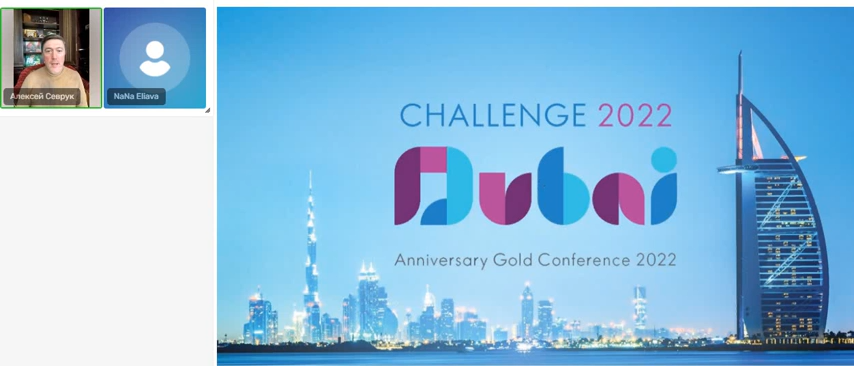 Алексей Севрук
NaNa Eliava
CHALLENGE 2022
Dubai
Anniversary Gold Conference 2022